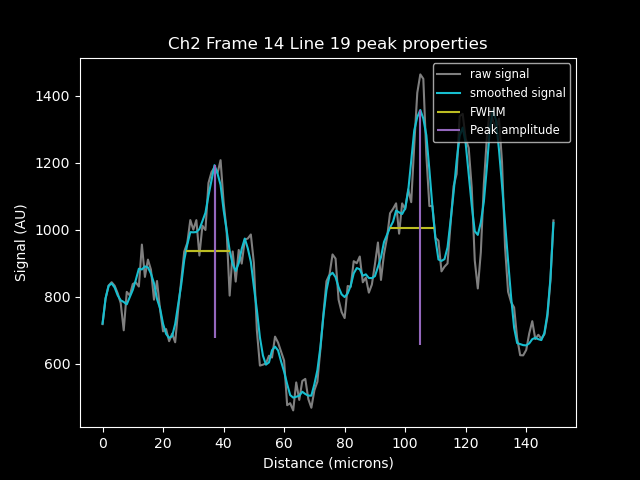 Ch2 Frame 14 Line 19 peak properties
raw signal
smoothed signal
FWHM
Peak amplitude
Signal (AU)
1400
1200
1000
800
600
0 20 40 60 80 100 120 140
Distance (microns)